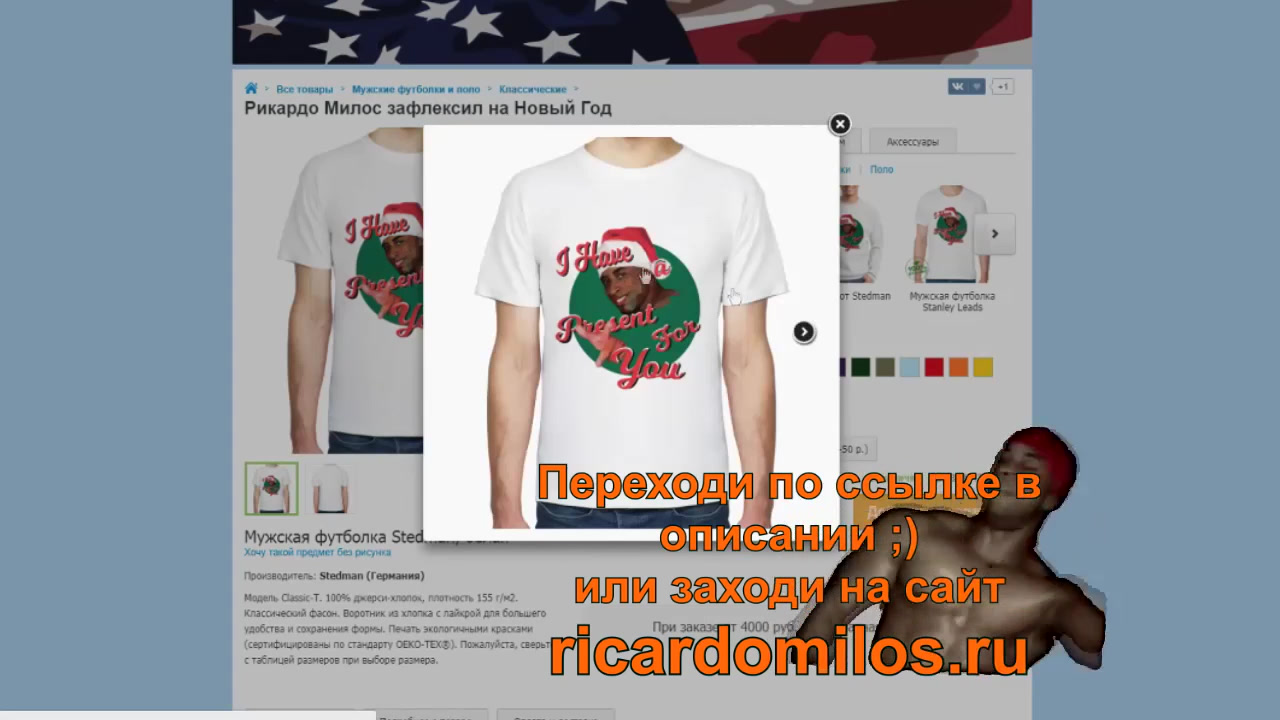 Все товары > Мужские футболки и поло > Классические >
+1
Рикардо Милос зафлексил на Новый Год
Аксессуары
Поло
I Have
a
Present
For
You
I Have
Present
от Stedman
Мужская футболка
Stanley Leads
-50 р.)
Переходи по ссылке в
описании ;)
или заходи на сайт
ricardomilos.ru
Мужская футболка
Хочу такой предмет без рисунка
Производитель: Stedman (Германия)
Модель Classic-T. 100% джерси-хлопок, плотность 155 г/м2.
Классический фасон. Воротник из хлопка с лайкрой для большего
удобства и сохранения формы. Печать экологичными красками
(сертифицированы по стандарту OEKO-TEX®). Пожалуйста, сверьт
с таблицей размеров при выборе размера.
При заказе от 4000 руб